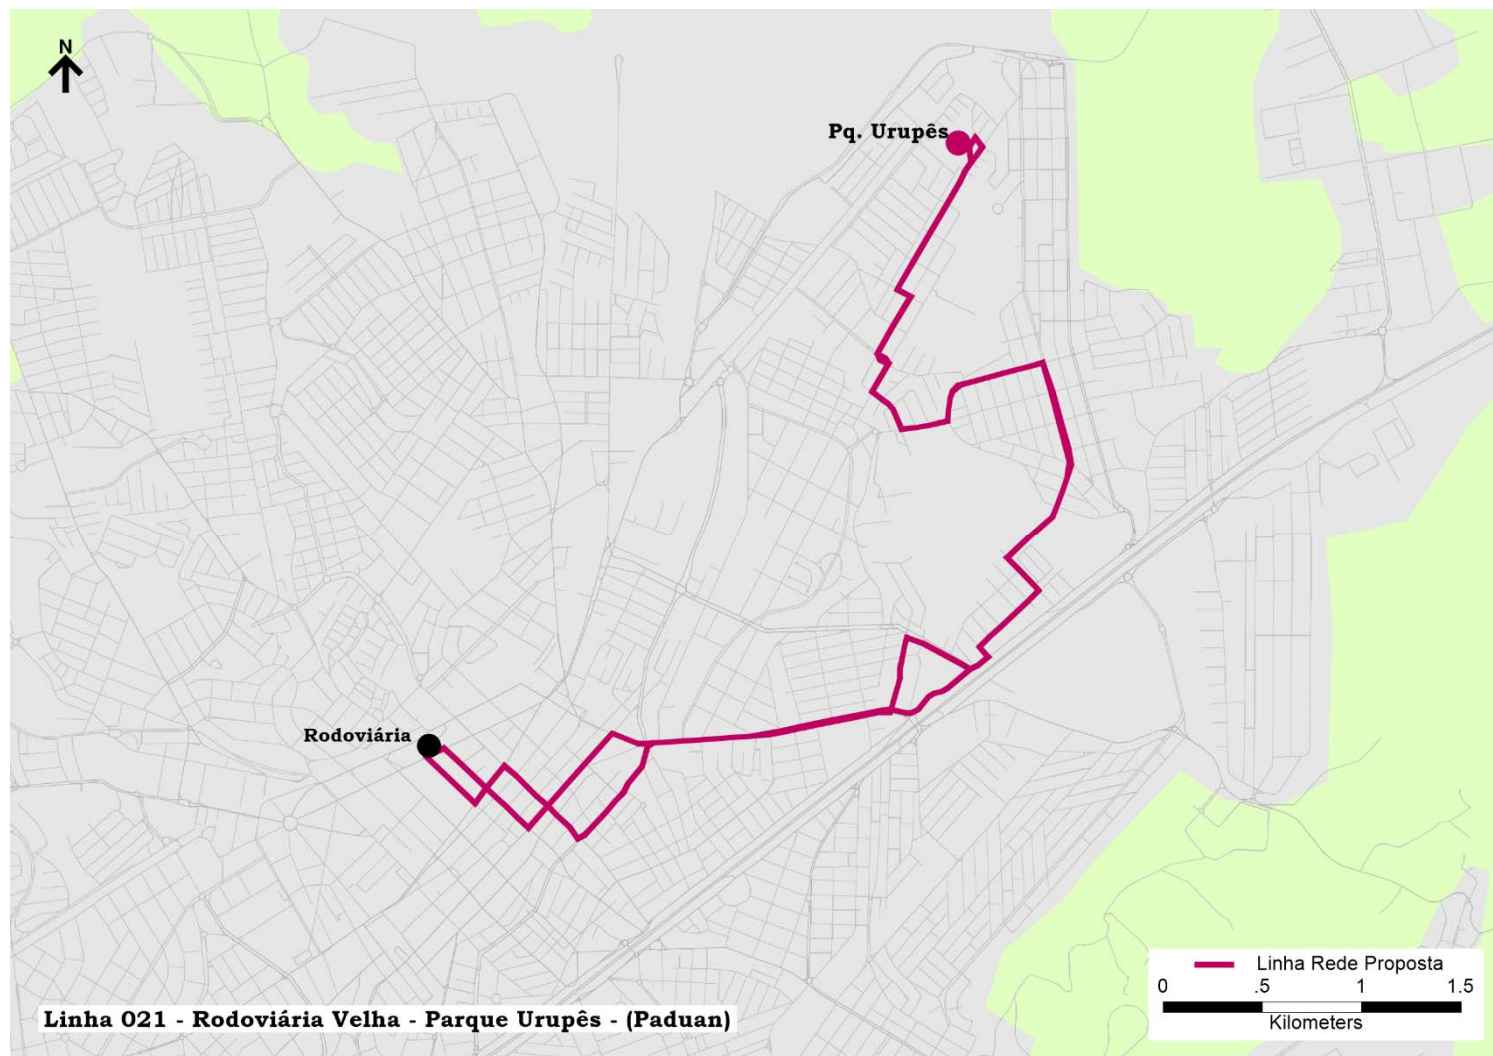 N
Pq. Urupês
Rodoviária
Linha Rede Proposta
0 .5 1 1.5
Kilometers
Linha 021 - Rodoviária Velha - Parque Urupês - (Paduan)